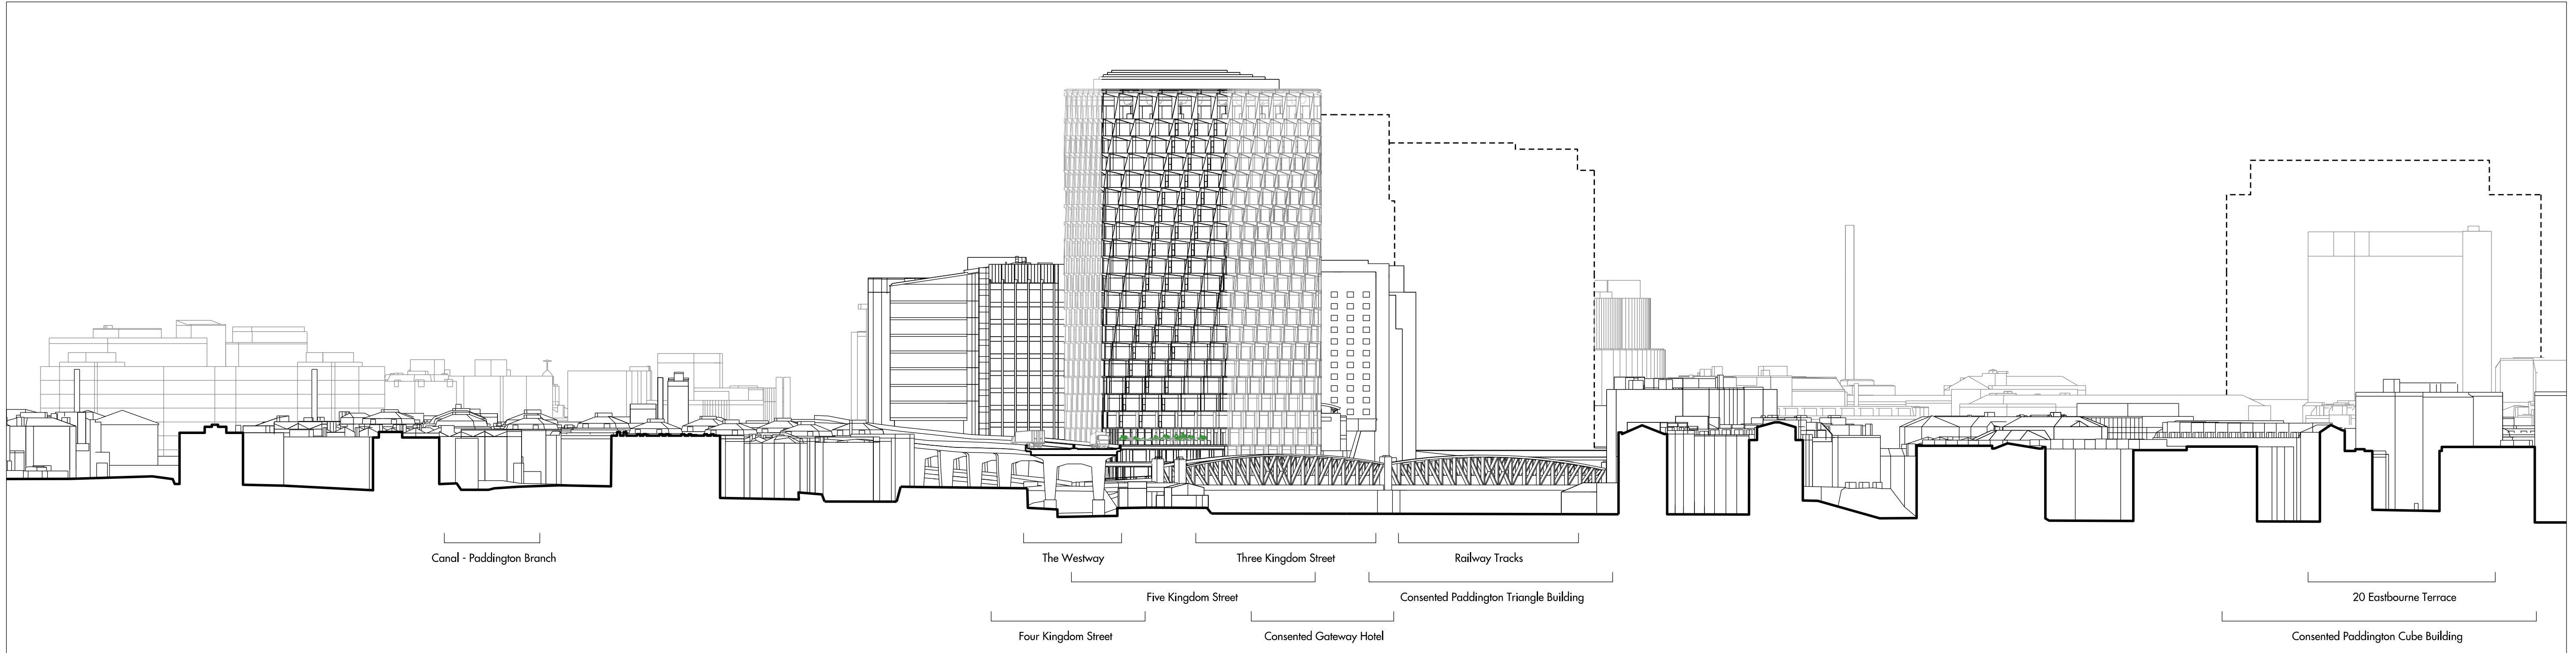 Canal - Paddington Branch
The Westway
Three Kingdom Street
Railway Tracks
Five Kingdom Street
Consented Paddington Triangle Building
20 Eastbourne Terrace
Four Kingdom Street
Consented Gateway Hotel
Consented Paddington Cube Building